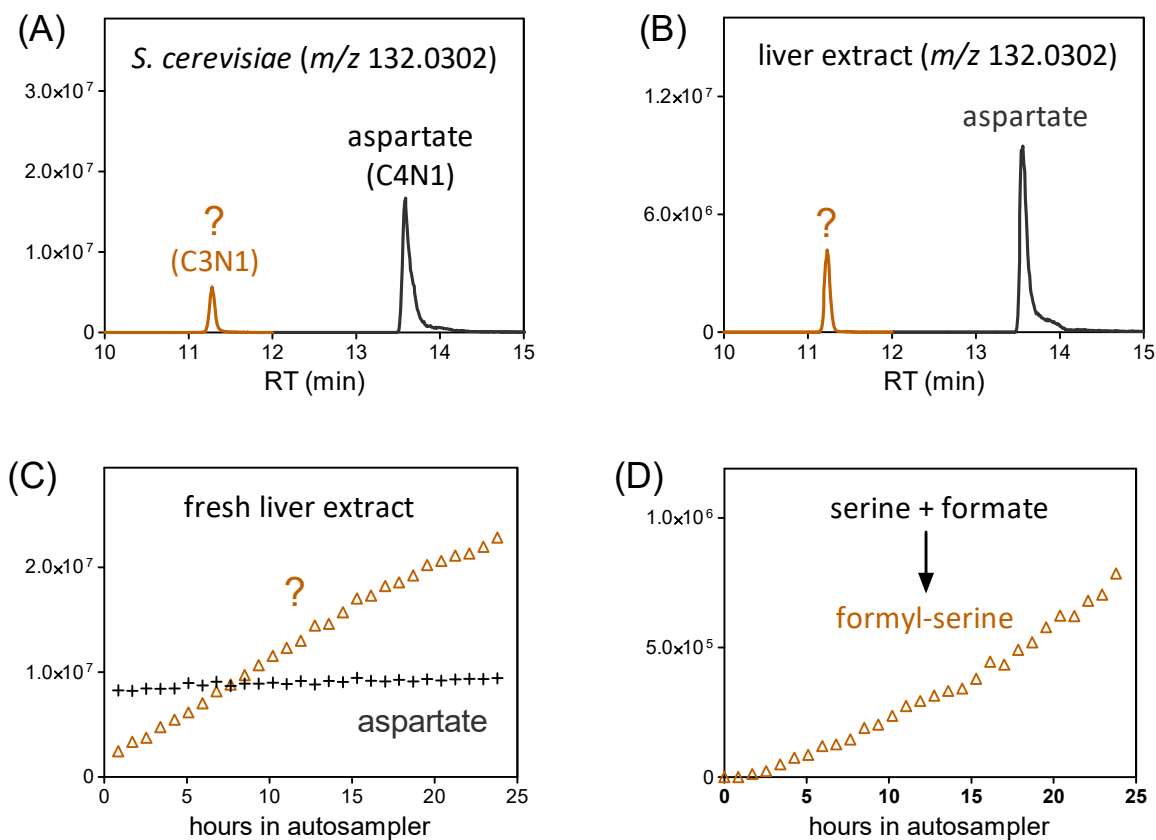 (A)
S. cerevisiae (m/z 132.0302)
3.0×10⁷
2.0×10⁷
1.0×10⁷
0
aspartate
(C4N1)
?
(C3N1)
10 11 12 13 14 15
RT (min)
(B)
liver extract (m/z 132.0302)
1.2×10⁷
6.0×10⁶
0
aspartate
?
10 11 12 13 14 15
RT (min)
(C)
fresh liver extract
2.0×10⁷
1.0×10⁷
0
?
aspartate
0 5 10 15 20 25
hours in autosampler
(D)
serine + formate
formyl-serine
1.0×10⁶
5.0×10⁵
0
0 5 10 15 20 25
hours in autosampler